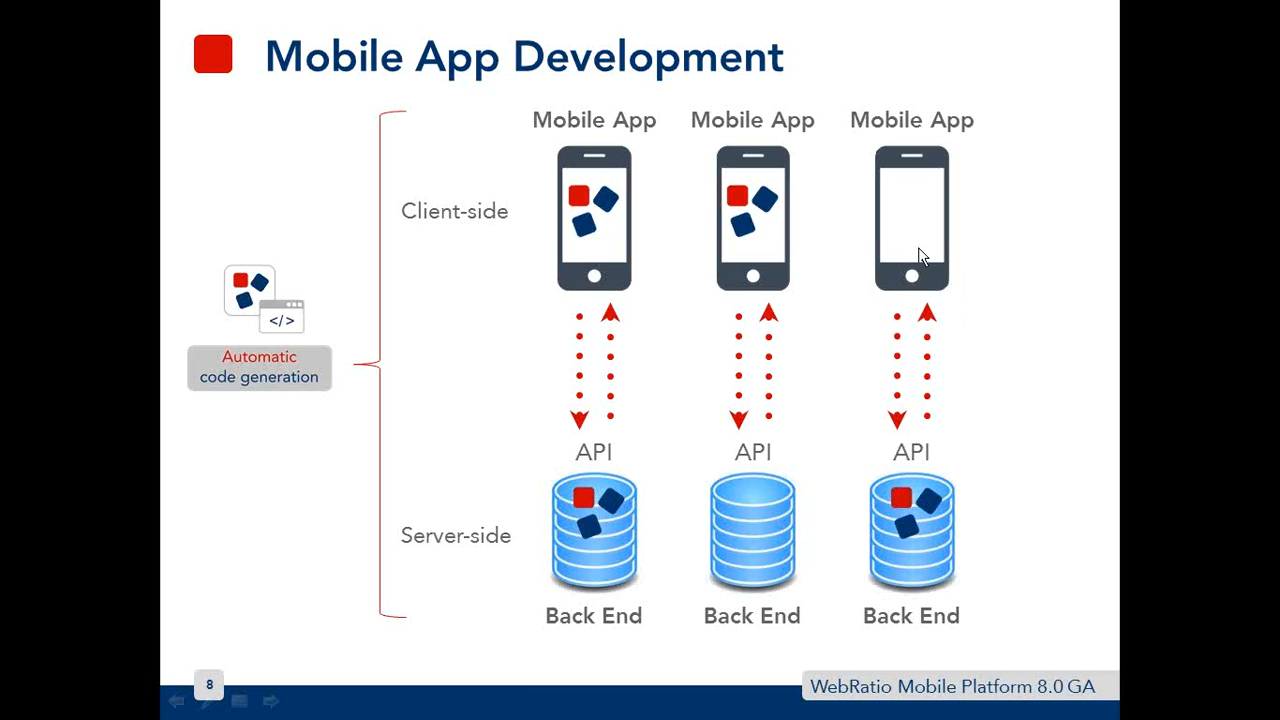 Mobile App Development
Mobile App Mobile App Mobile App
Client-side
</>
Automatic
code generation
API API API
Server-side
Back End Back End Back End
8
WebRatio Mobile Platform 8.0 GA